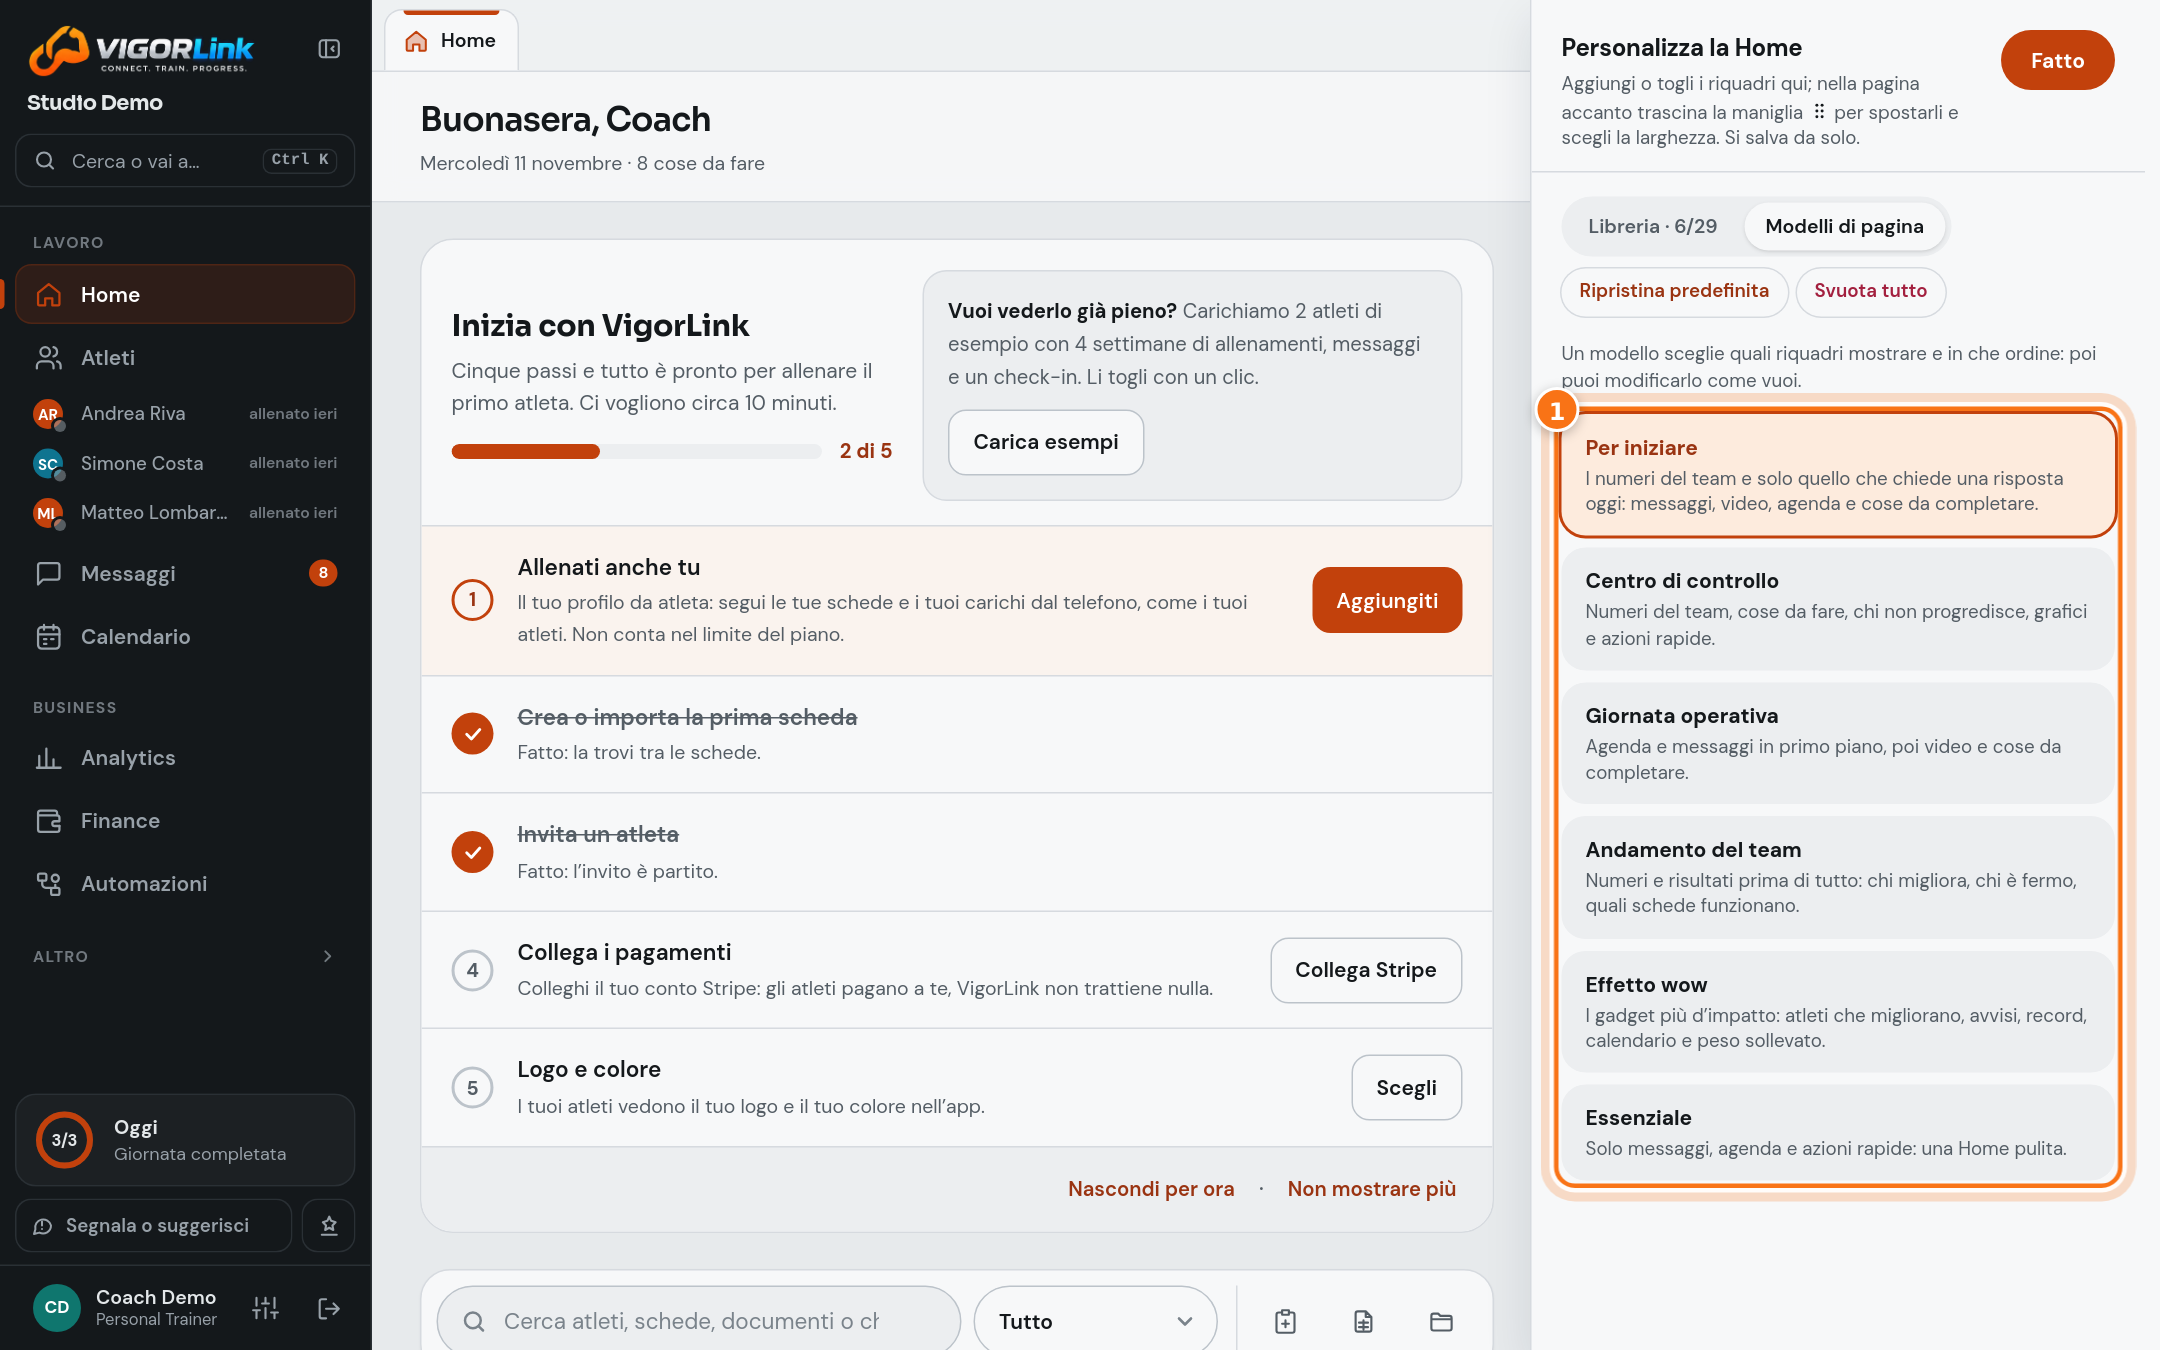 VIGORLink
CONNECT. TRAIN. PROGRESS.
Studio Demo
Cerca o vai a...
Ctrl K
LAVORO
Home
Atleti
AR Andrea Riva allenato ieri
SC Simone Costa allenato ieri
ML Matteo Lombar... allenato ieri
Messaggi 8
Calendario
BUSINESS
Analytics
Finance
Automazioni
ALTRO
3/3
Oggi
Giornata completata
Segnala o suggerisci
CD
Coach Demo
Personal Trainer
Home
Buonasera, Coach
Mercoledì 11 novembre · 8 cose da fare
Inizia con VigorLink
Cinque passi e tutto è pronto per allenare il
primo atleta. Ci vogliono circa 10 minuti.
2 di 5
Vuoi vederlo già pieno? Carichiamo 2 atleti di
esempio con 4 settimane di allenamenti, messaggi
e un check-in. Li togli con un clic.
Carica esempi
1
Allenati anche tu
Il tuo profilo da atleta: segui le tue schede e i tuoi carichi dal telefono, come i tuoi
atleti. Non conta nel limite del piano.
Aggiungiti
Crea o importa la prima scheda
Fatto: la trovi tra le schede.
Invita un atleta
Fatto: l'invito è partito.
4
Collega i pagamenti
Colleghi il tuo conto Stripe: gli atleti pagano a te, VigorLink non trattiene nulla.
Collega Stripe
5
Logo e colore
I tuoi atleti vedono il tuo logo e il tuo colore nell'app.
Scegli
Nascondi per ora · Non mostrare più
Cerca atleti, schede, documenti o ch
Tutto
Personalizza la Home
Fatto
Aggiungi o togli i riquadri qui; nella pagina
accanto trascina la maniglia ⠿ per spostarli e
scegli la larghezza. Si salva da solo.
Libreria · 6/29
Modelli di pagina
Ripristina predefinita
Svuota tutto
Un modello sceglie quali riquadri mostrare e in che ordine: poi
puoi modificarlo come vuoi.
1
Per iniziare
I numeri del team e solo quello che chiede una risposta
oggi: messaggi, video, agenda e cose da completare.
Centro di controllo
Numeri del team, cose da fare, chi non progredisce, grafici
e azioni rapide.
Giornata operativa
Agenda e messaggi in primo piano, poi video e cose da
completare.
Andamento del team
Numeri e risultati prima di tutto: chi migliora, chi è fermo,
quali schede funzionano.
Effetto wow
I gadget più d'impatto: atleti che migliorano, avvisi, record,
calendario e peso sollevato.
Essenziale
Solo messaggi, agenda e azioni rapide: una Home pulita.